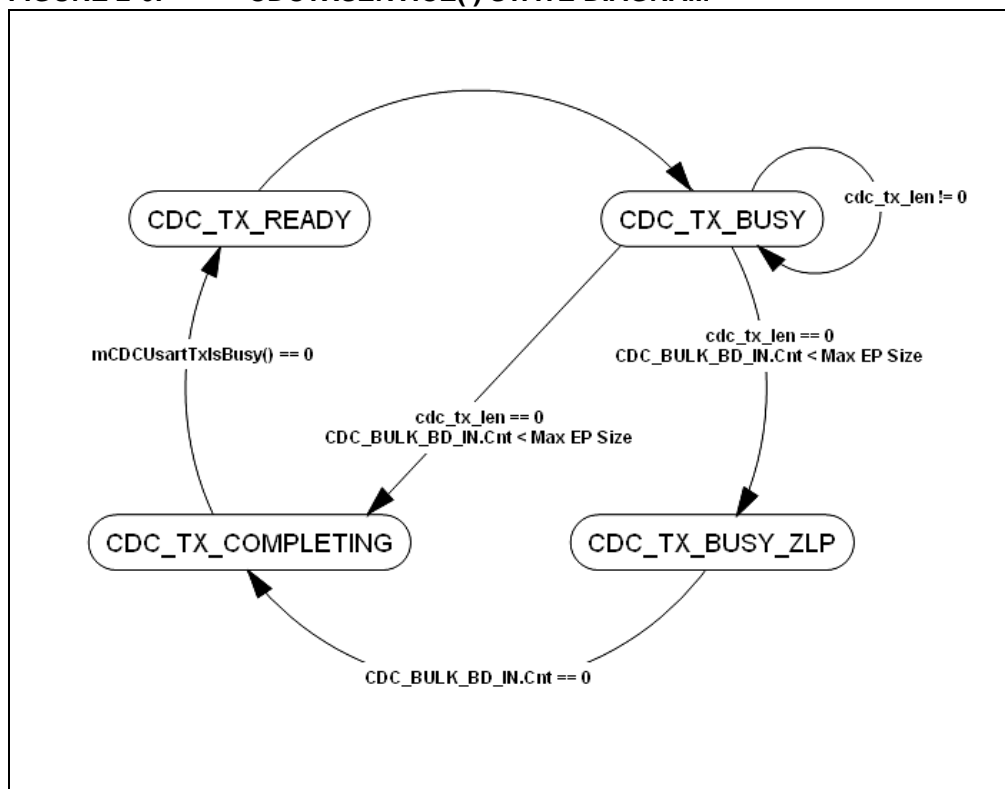 CDC_TX_READY
CDC_TX_BUSY
cdc_tx_len != 0
mCDCUsartTxIsBusy() == 0
cdc_tx_len == 0
CDC_BULK_BD_IN.Cnt < Max EP Size
cdc_tx_len == 0
CDC_BULK_BD_IN.Cnt < Max EP Size
CDC_TX_COMPLETING
CDC_TX_BUSY_ZLP
CDC_BULK_BD_IN.Cnt == 0